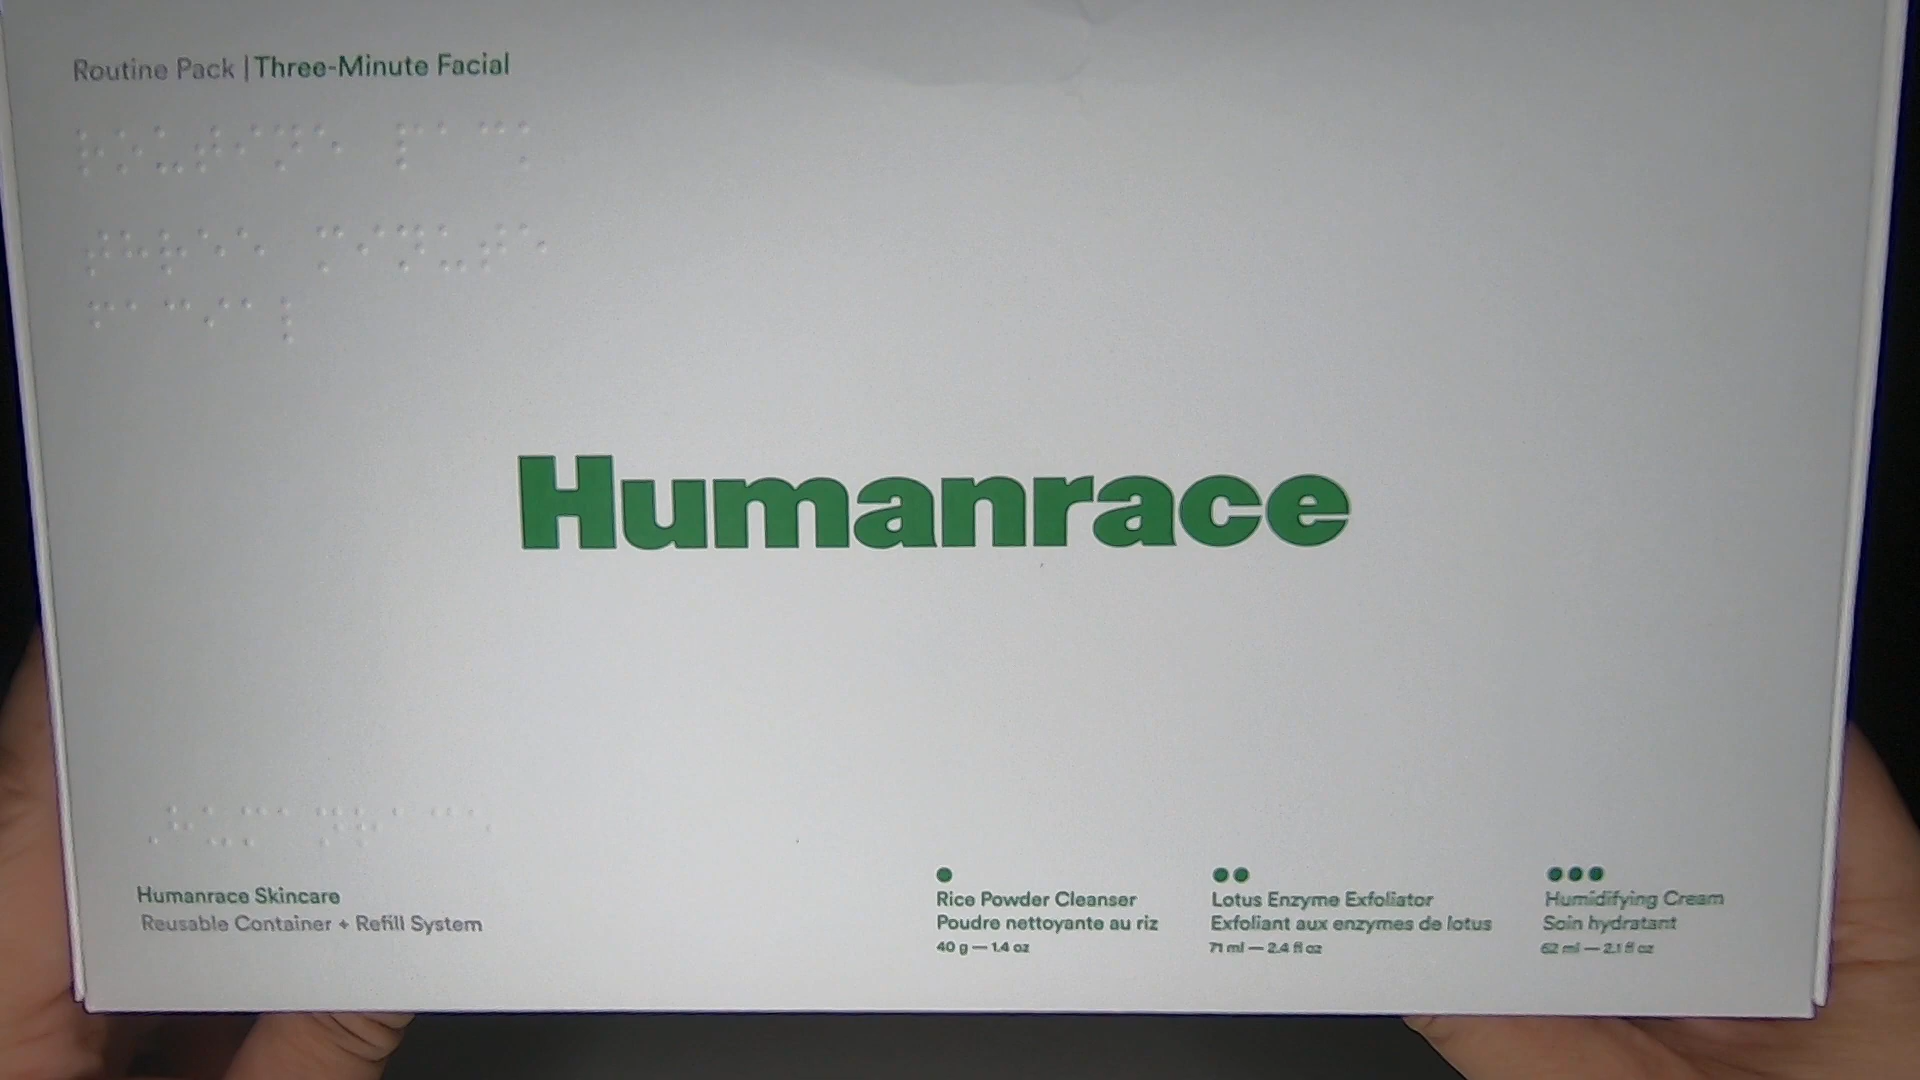 Routine Pack | Three-Minute Facial
Humanrace
Humanrace Skincare
Reusable Container + Refill System
Rice Powder Cleanser
Poudre nettoyante au riz
40 g — 1.4 oz
Lotus Enzyme Exfoliator
Exfoliant aux enzymes de lotus
71 ml — 2.4 fl oz
Humidifying Cream
Soin hydratant
62 ml — 2.1 fl oz